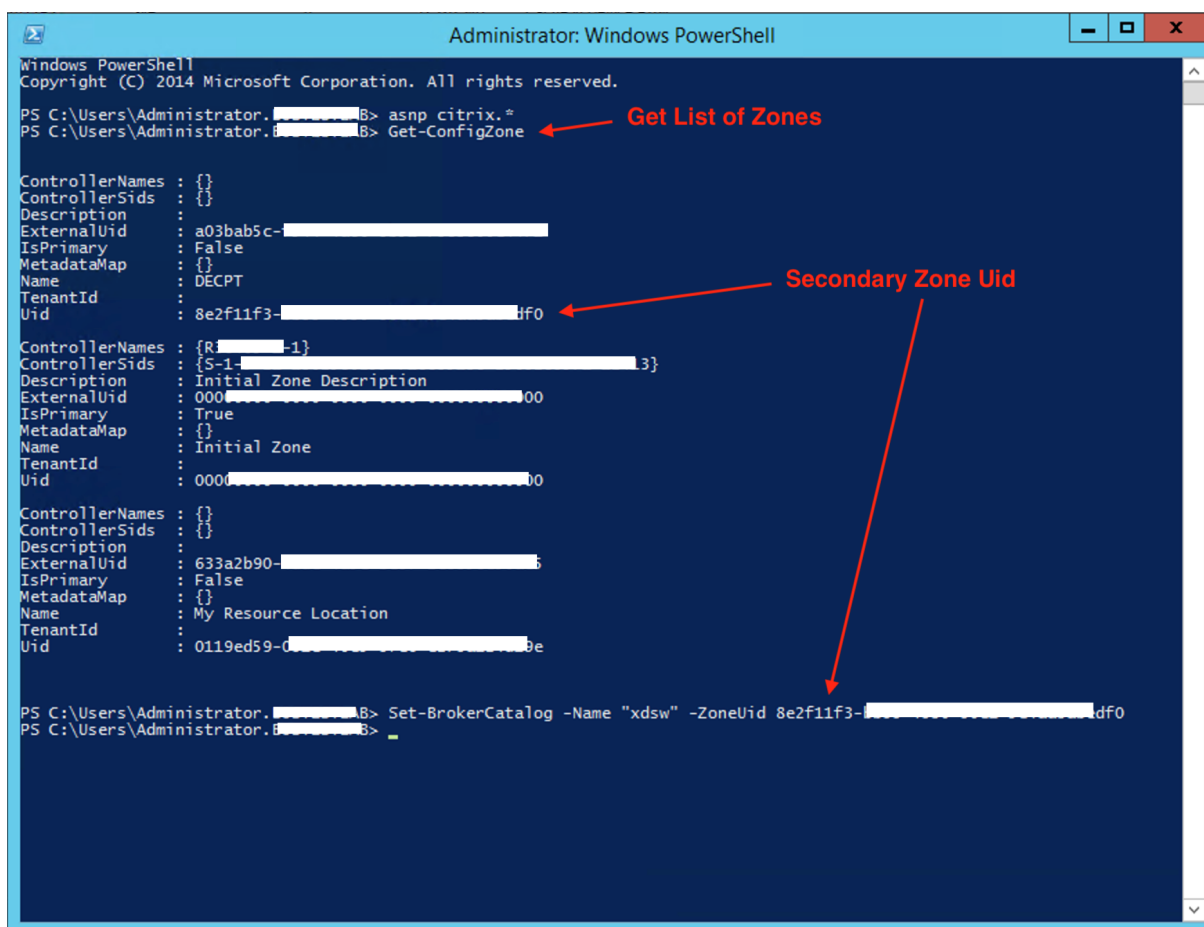 Administrator: Windows PowerShell
Windows PowerShell
Copyright (C) 2014 Microsoft Corporation. All rights reserved.
PS C:\Users\Administrator. B> asnp citrix.*
Get List of Zones
PS C:\Users\Administrator. B> Get-ConfigZone
ControllerNames : {}
ControllerSids : {}
Description :
ExternalUid : a03bab5c-
IsPrimary : False
MetadataMap : {}
Name : DECPT
Secondary Zone Uid
TenantId :
Uid : 8e2f11f3- df0
ControllerNames : {R -1}
ControllerSids : {S-1- 13}
Description : Initial Zone Description
ExternalUid : 000 00
IsPrimary : True
MetadataMap : {}
Name : Initial Zone
TenantId :
Uid : 000 00
ControllerNames : {}
ControllerSids : {}
Description :
ExternalUid : 633a2b90-
IsPrimary : False
MetadataMap : {}
Name : My Resource Location
TenantId :
Uid : 0119ed59- 9e
PS C:\Users\Administrator. B> Set-BrokerCatalog -Name "xdsw" -ZoneUid 8e2f11f3- df0
PS C:\Users\Administrator. B>